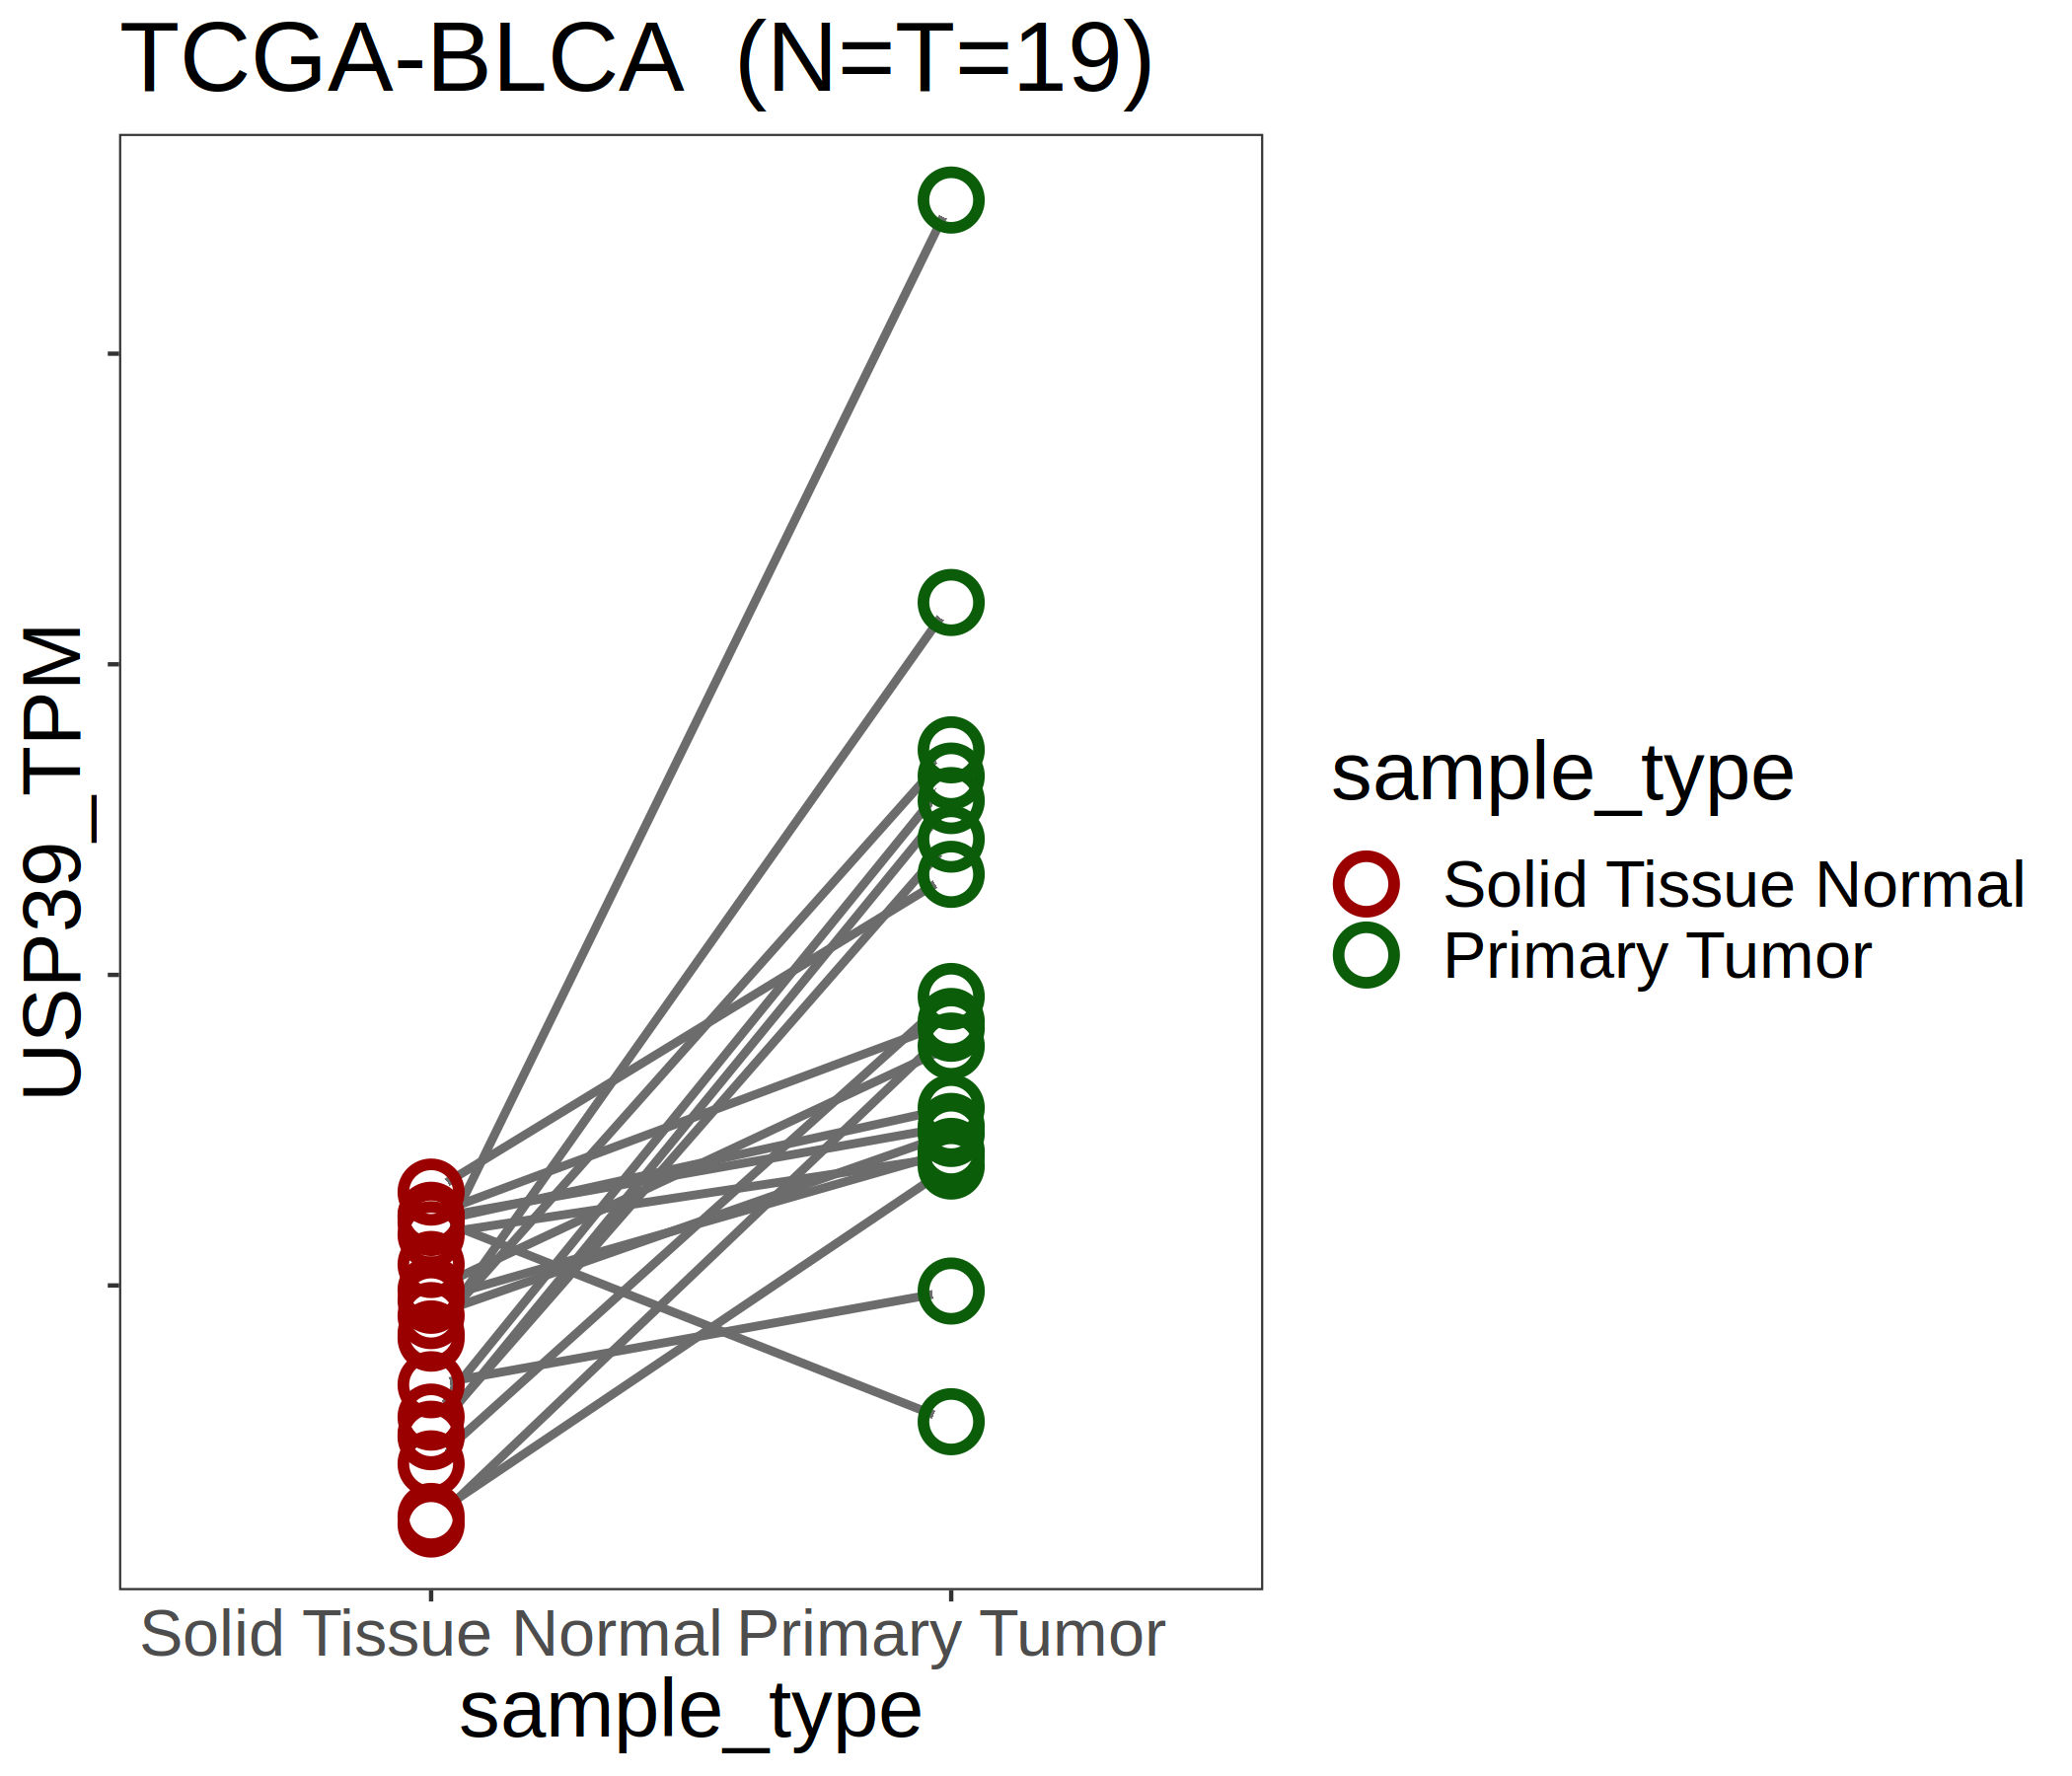 TCGA-BLCA (N=T=19)
USP39_TPM
Solid Tissue Normal
Primary Tumor
sample_type
sample_type
Solid Tissue Normal
Primary Tumor